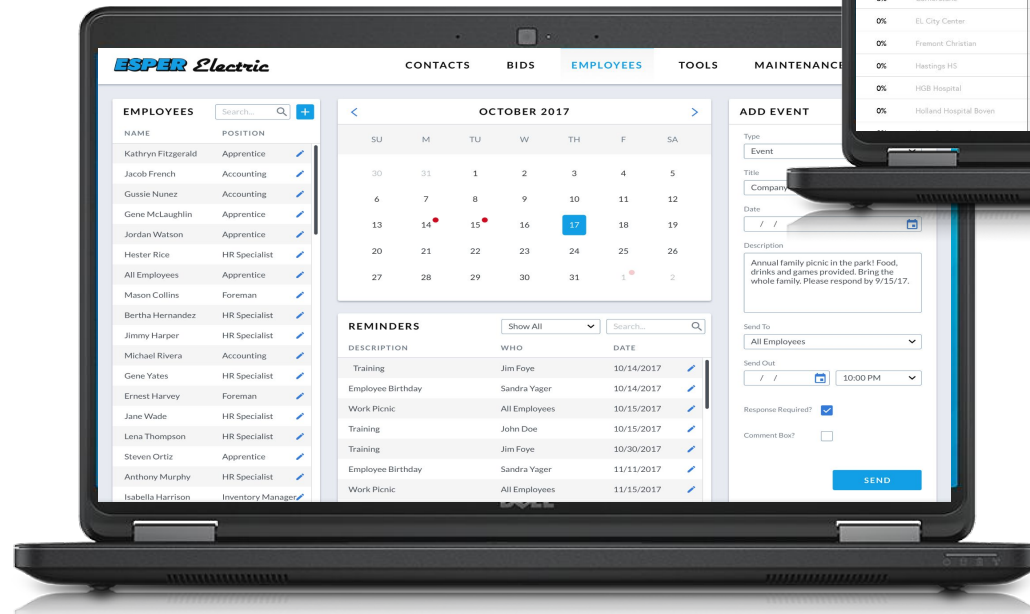 ESPER Electric
CONTACTS BIDS EMPLOYEES TOOLS MAINTENANCE
EMPLOYEES Search...
NAME POSITION
Kathryn Fitzgerald Apprentice
Jacob French Accounting
Gussie Nunez Accounting
Gene McLaughlin Apprentice
Jordan Watson Apprentice
Hester Rice HR Specialist
All Employees Apprentice
Mason Collins Foreman
Bertha Hernandez HR Specialist
Jimmy Harper HR Specialist
Michael Rivera Accounting
Gene Yates HR Specialist
Ernest Harvey Foreman
Jane Wade HR Specialist
Lena Thompson HR Specialist
Steven Ortiz Apprentice
Anthony Murphy HR Specialist
Isabella Harrison Inventory Manager
OCTOBER 2017
SU M TU W TH F SA
30 31 1 2 3 4 5
6 7 8 9 10 11 12
13 14 15 16 17 18 19
20 21 22 23 24 25 26
27 28 29 30 31 1 2
REMINDERS Show All Search...
DESCRIPTION WHO DATE
Training Jim Foye 10/14/2017
Employee Birthday Sandra Yager 10/14/2017
Work Picnic All Employees 10/15/2017
Training John Doe 10/15/2017
Training Jim Foye 10/30/2017
Employee Birthday Sandra Yager 11/11/2017
Work Picnic All Employees 11/15/2017
ADD EVENT
Type
Event
Title
Company
Date
/ /
Description
Annual family picnic in the park! Food,
drinks and games provided. Bring the
whole family. Please respond by 9/15/17.
Send To
All Employees
Send Out
/ / 10:00 PM
Response Required?
Comment Box?
SEND
0%
0% EL City Center
0% Fremont Christian
0% Hastings HS
0% HGB Hospital
0% Holland Hospital Boven
DELL